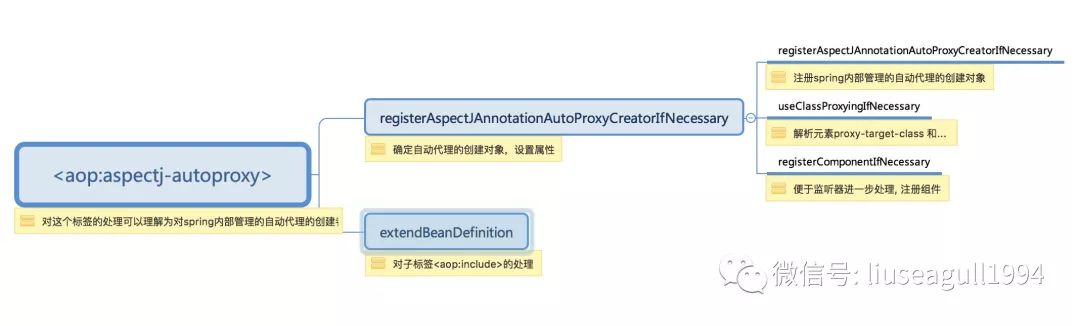 <aop:aspectj-autoproxy>
对这个标签的处理可以理解为对spring内部管理的自动代理的创建
registerAspectJAnnotationAutoProxyCreatorIfNecessary
确定自动代理的创建对象，设置属性
registerAspectJAnnotationAutoProxyCreatorIfNecessary
注册spring内部管理的自动代理的创建对象
useClassProxyingIfNecessary
解析元素proxy-target-class 和...
registerComponentIfNecessary
便于监听器进一步处理, 注册组件
extendBeanDefinition
对子标签<aop:include>的处理
微信号: liuseagull1994